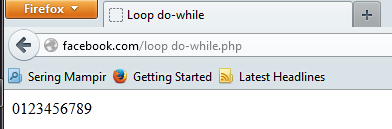 Firefox
Loop do-while
facebook.com/loop do-while.php
Sering Mampir Getting Started Latest Headlines
0123456789